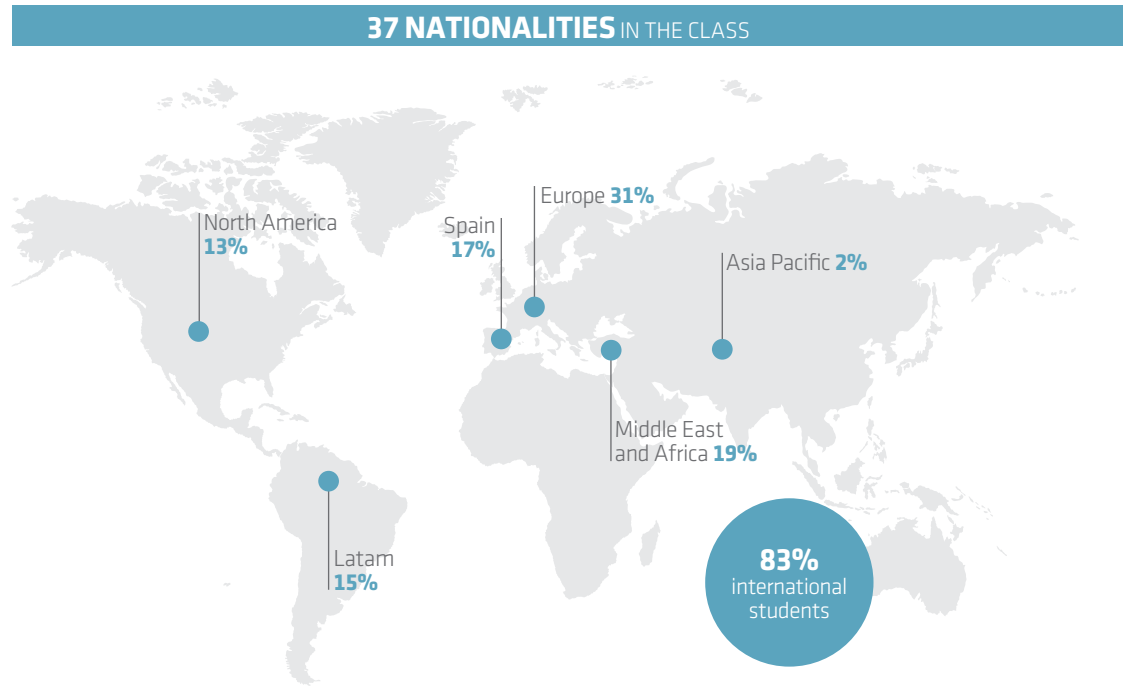 37 NATIONALITIES IN THE CLASS
Europe 31%
North America
13%
Spain
17%
Asia Pacific 2%
Middle East
and Africa 19%
Latam
15%
83%
international
students